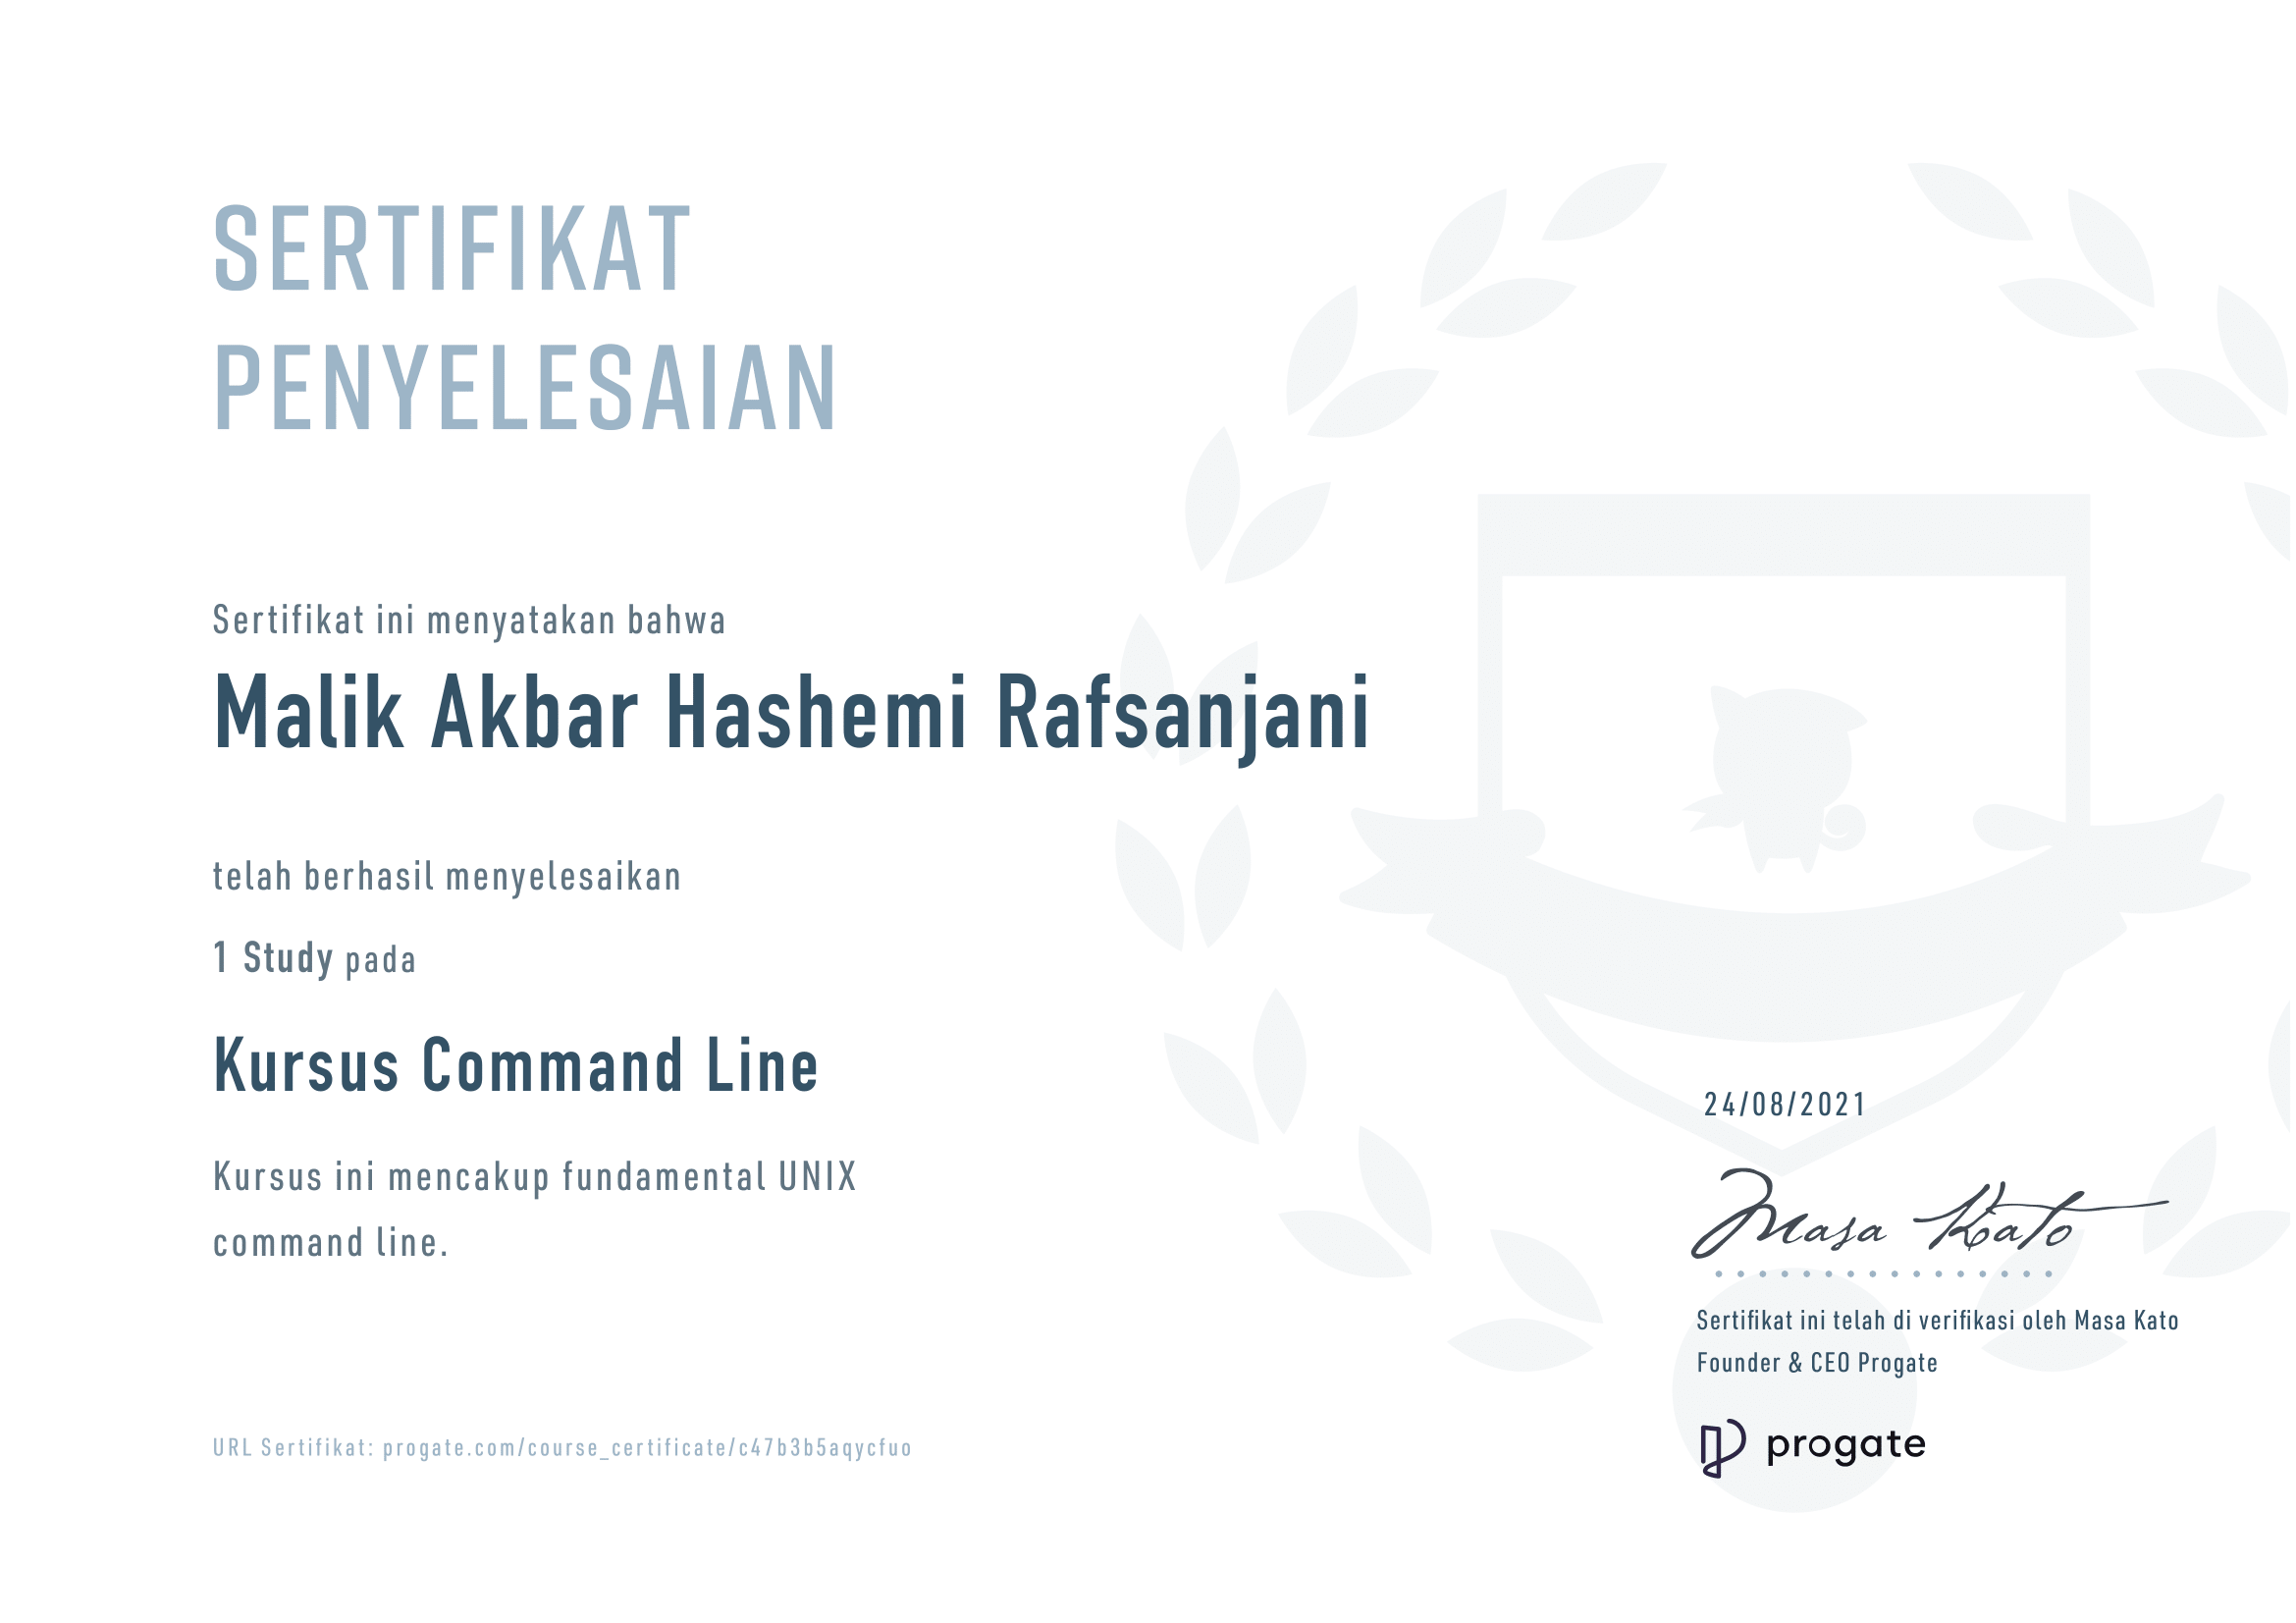 SERTIFIKAT
PENYELESAIAN
Sertifikat ini menyatakan bahwa
Malik Akbar Hashemi Rafsanjani
telah berhasil menyelesaikan
1 Study pada
Kursus Command Line
Kursus ini mencakup fundamental UNIX
command line.
24/08/2021
Masa Kato
Sertifikat ini telah di verifikasi oleh Masa Kato
Founder & CEO Progate
progate
URL Sertifikat: progate.com/course_certificate/c47b3b5aqycfuo